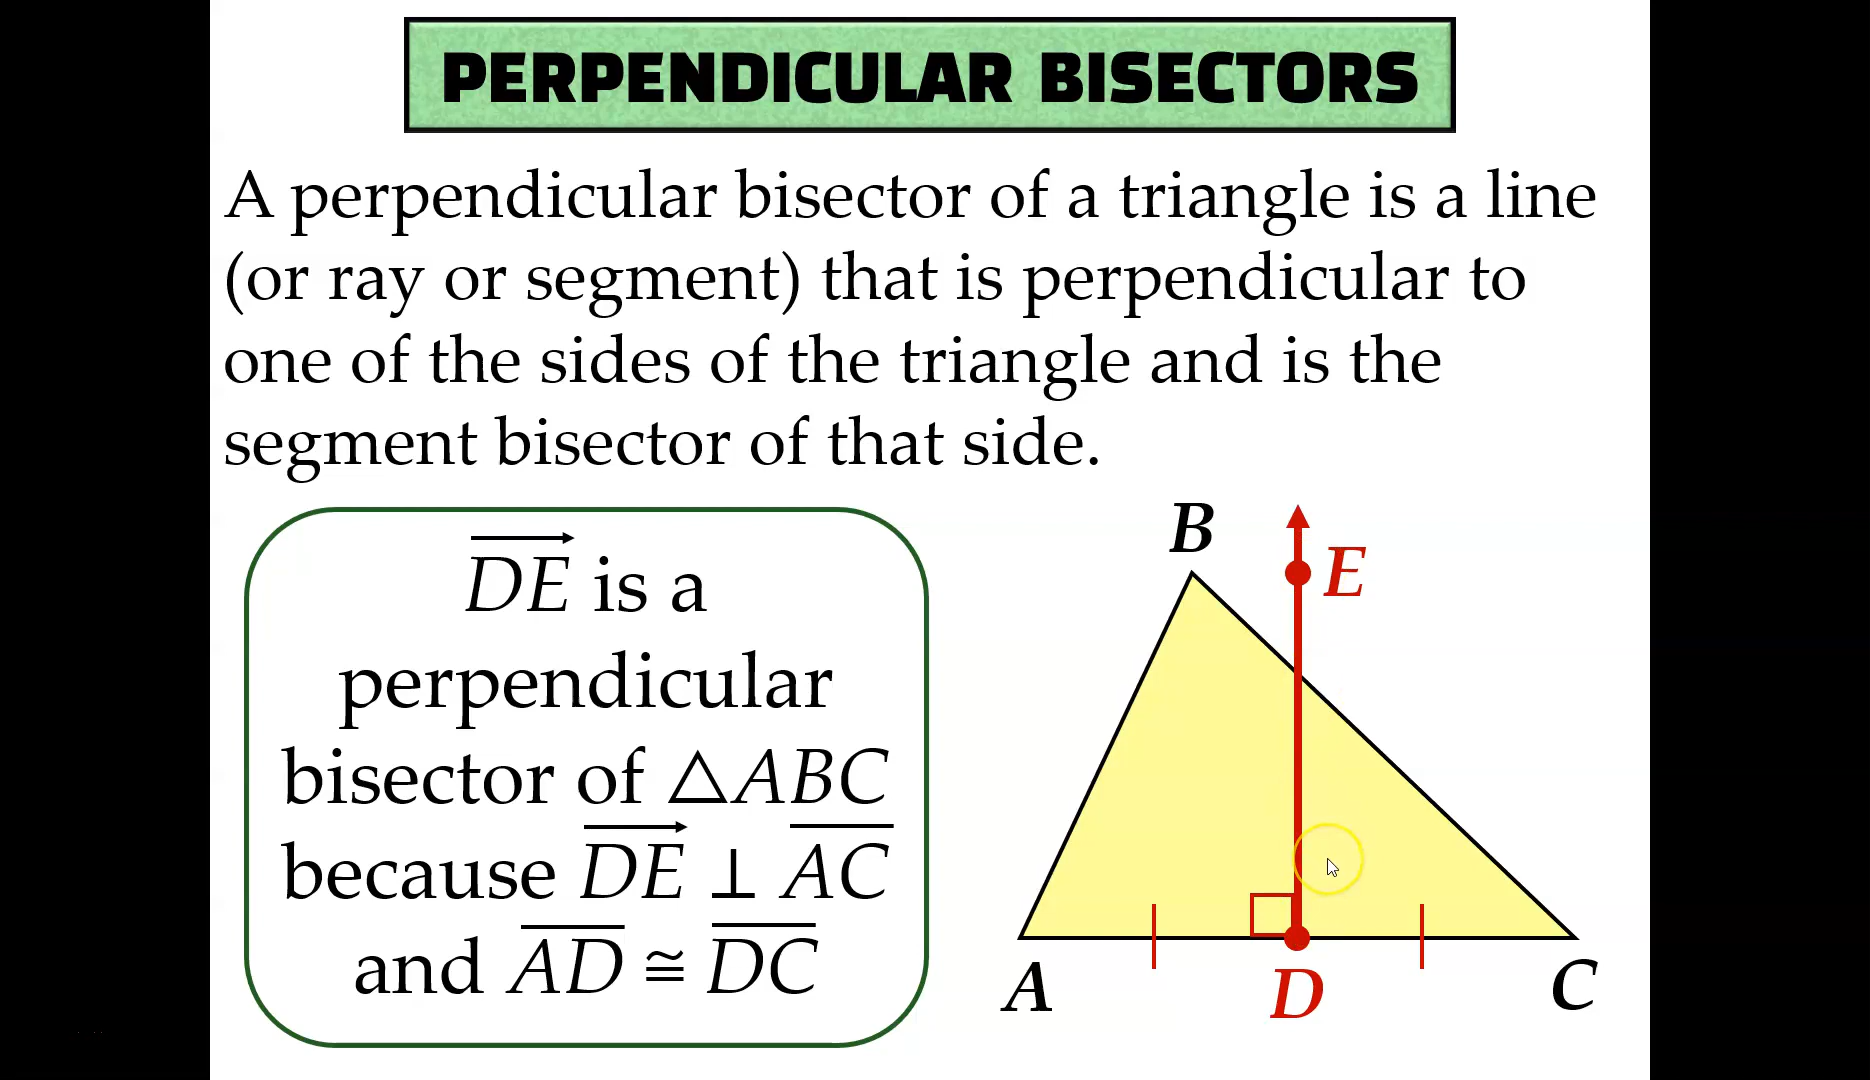 PERPENDICULAR BISECTORS
A perpendicular bisector of a triangle is a line
(or ray or segment) that is perpendicular to
one of the sides of the triangle and is the
segment bisector of that side.
DE is a
perpendicular
bisector of △ABC
because DE ⊥ AC
and AD ≅ DC
B
E
A
D
C